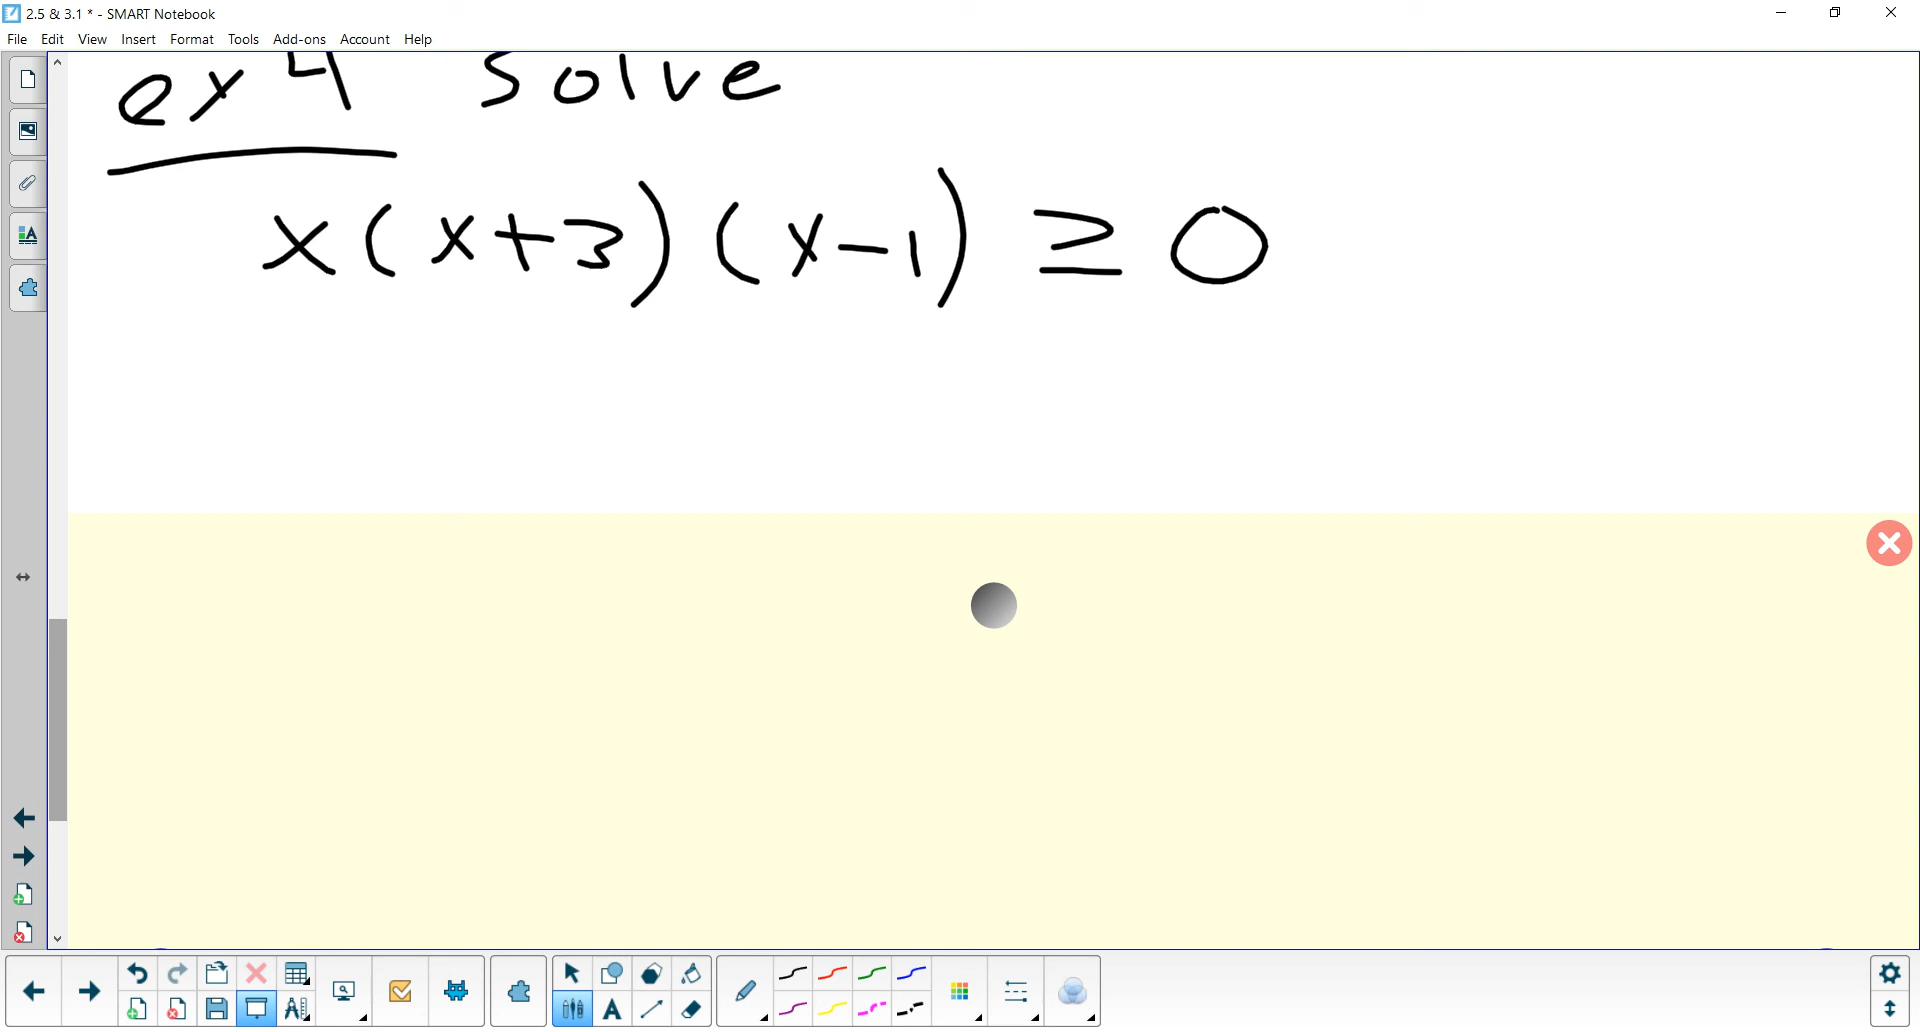 2.5 & 3.1 * - SMART Notebook
File Edit View Insert Format Tools Add-ons Account Help
ex 4 solve
x(x+3)(x-1) ≥ 0